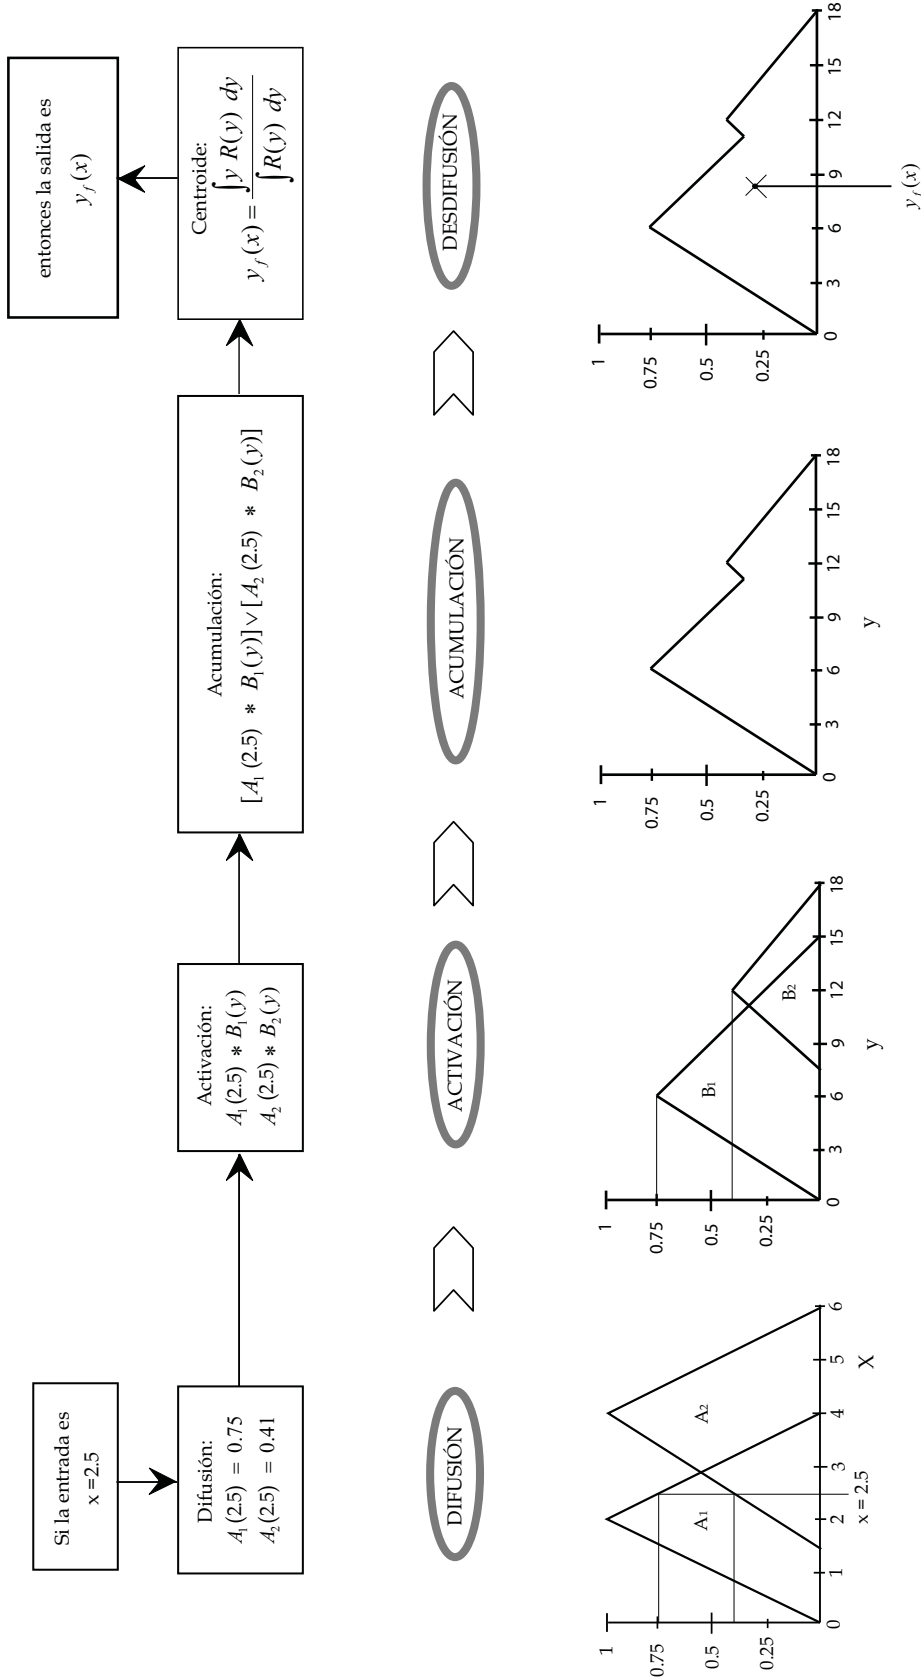 Si la entrada es
x = 2.5
Difusión:
A₁(2.5) = 0.75
A₂(2.5) = 0.41
Activación:
A₁(2.5) * B₁(y)
A₂(2.5) * B₂(y)
Acumulación:
[A₁(2.5) * B₁(y)] ∨ [A₂(2.5) * B₂(y)]
Centroide:
y_f(x) = ∫y R(y) dy / ∫R(y) dy
entonces la salida es
y_f(x)
DIFUSIÓN
ACTIVACIÓN
ACUMULACIÓN
DESDIFUSIÓN
1
0.75
0.5
0.25
A₁
A₂
0 1 2 3 4 5 6
x = 2.5
X
1
0.75
0.5
0.25
B₁
B₂
0 3 6 9 12 15 18
y
1
0.75
0.5
0.25
0 3 6 9 12 15 18
y
1
0.75
0.5
0.25
0 3 6 9 12 15 18
y_f(x)